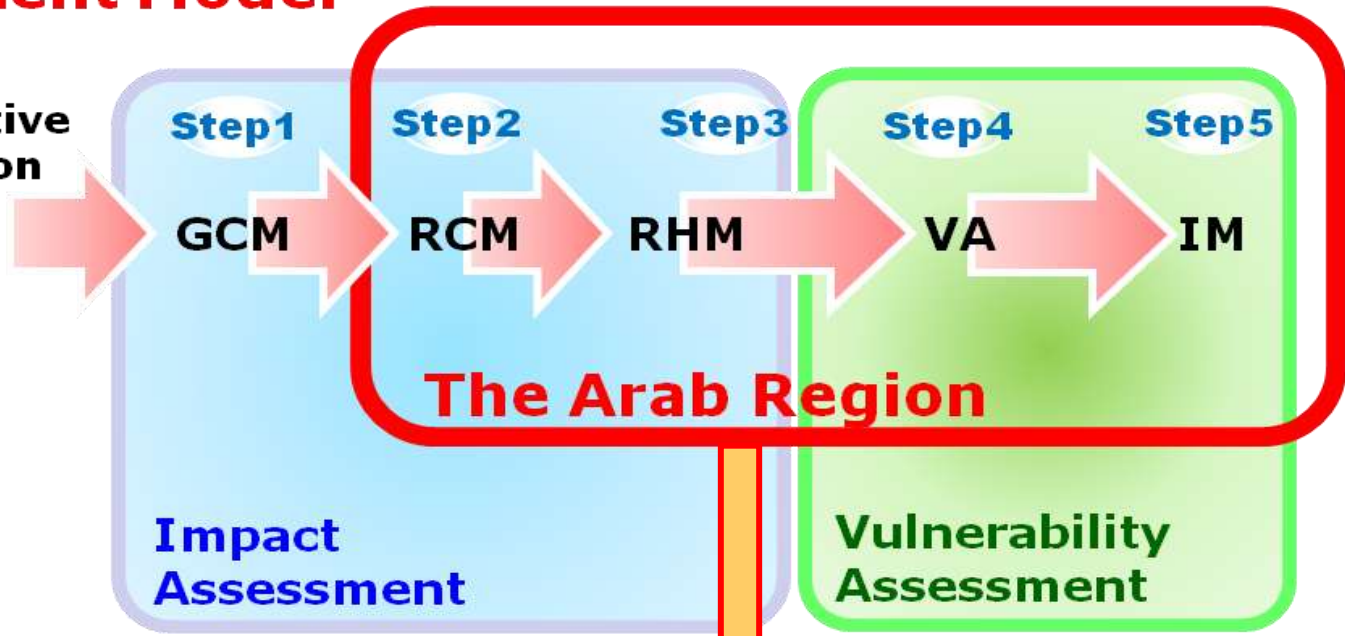 Step1 Step2 Step3 Step4 Step5
GCM RCM RHM VA IM
The Arab Region
Impact
Assessment
Vulnerability
Assessment